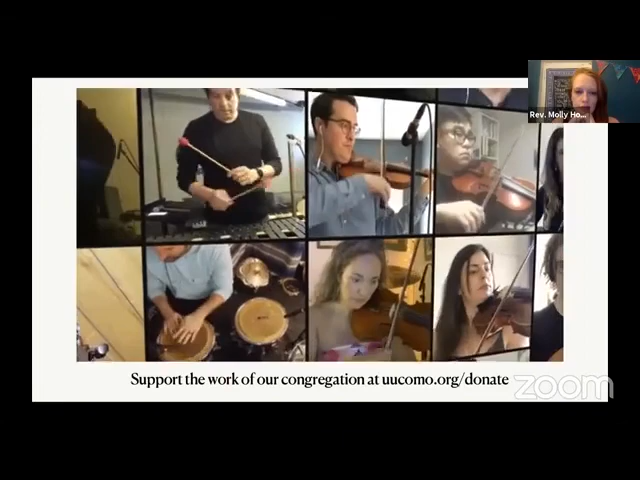 Rev. Molly Ho...
Support the work of our congregation at uucomo.org/donate
zoom